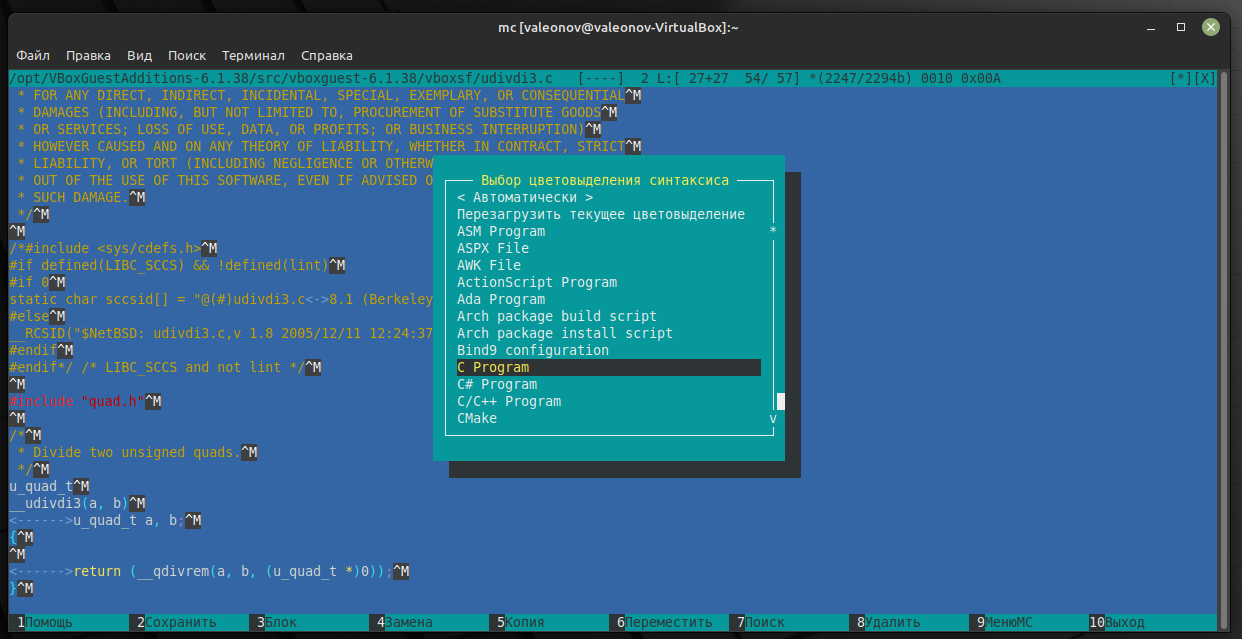 mc [valeonov@valeonov-VirtualBox]:~
Файл Правка Вид Поиск Терминал Справка
/opt/VBoxGuestAdditions-6.1.38/src/vboxguest-6.1.38/vboxsf/udivdi3.c [----] 2 L:[ 27+27 54/ 57] *(2247/2294b) 0010 0x00A [*][X]
* FOR ANY DIRECT, INDIRECT, INCIDENTAL, SPECIAL, EXEMPLARY, OR CONSEQUENTIAL^M
* DAMAGES (INCLUDING, BUT NOT LIMITED TO, PROCUREMENT OF SUBSTITUTE GOODS^M
* OR SERVICES; LOSS OF USE, DATA, OR PROFITS; OR BUSINESS INTERRUPTION)^M
* HOWEVER CAUSED AND ON ANY THEORY OF LIABILITY, WHETHER IN CONTRACT, STRICT^M
* LIABILITY, OR TORT (INCLUDING NEGLIGENCE OR OTHERW
* OUT OF THE USE OF THIS SOFTWARE, EVEN IF ADVISED O
* SUCH DAMAGE.^M
*/^M
^M
/*#include <sys/cdefs.h>^M
#if defined(LIBC_SCCS) && !defined(lint)^M
#if 0^M
static char sccsid[] = "@(#)udivdi3.c<->8.1 (Berkeley
#else^M
__RCSID("$NetBSD: udivdi3.c,v 1.8 2005/12/11 12:24:37
#endif^M
#endif*/ /* LIBC_SCCS and not lint */^M
^M
#include "quad.h"^M
^M
/*^M
* Divide two unsigned quads.^M
*/^M
u_quad_t^M
__udivdi3(a, b)^M
<------>u_quad_t a, b;^M
{^M
^M
<------>return (__qdivrem(a, b, (u_quad_t *)0));^M
}^M
Выбор цветовыделения синтаксиса
< Автоматически >
Перезагрузить текущее цветовыделение
ASM Program *
ASPX File
AWK File
ActionScript Program
Ada Program
Arch package build script
Arch package install script
Bind9 configuration
C Program
C# Program
C/C++ Program
CMake v
1Помощь 2Сохранить 3Блок 4Замена 5Копия 6Переместить 7Поиск 8Удалить 9МенюМС 10Выход